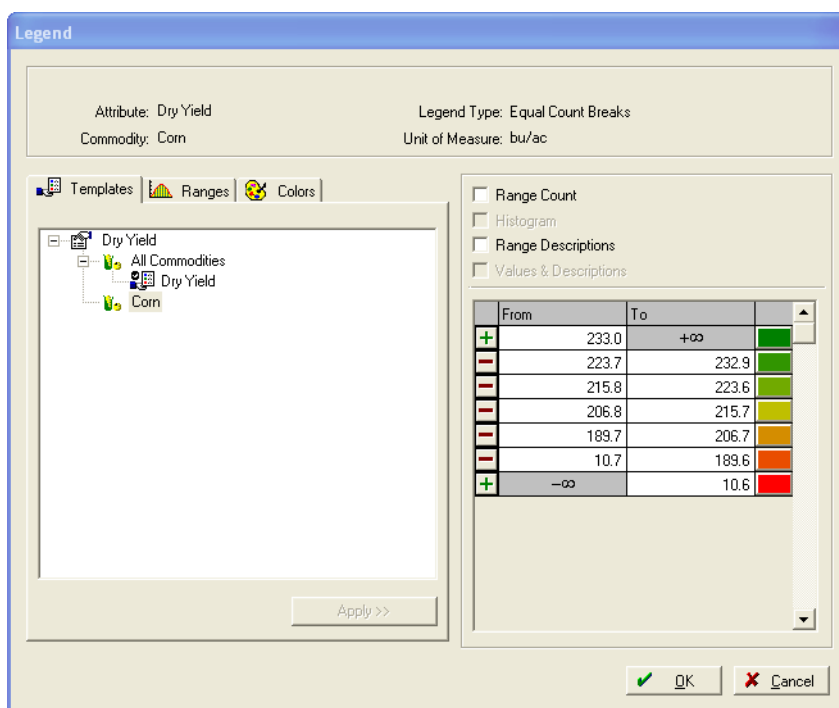 Legend
Attribute: Dry Yield Legend Type: Equal Count Breaks
Commodity: Corn Unit of Measure: bu/ac
Templates Ranges Colors
Dry Yield
All Commodities
Dry Yield
Corn
Apply >>
Range Count
Histogram
Range Descriptions
Values & Descriptions
From To
233.0 +∞
223.7 232.9
215.8 223.6
206.8 215.7
189.7 206.7
10.7 189.6
−∞ 10.6
OK Cancel